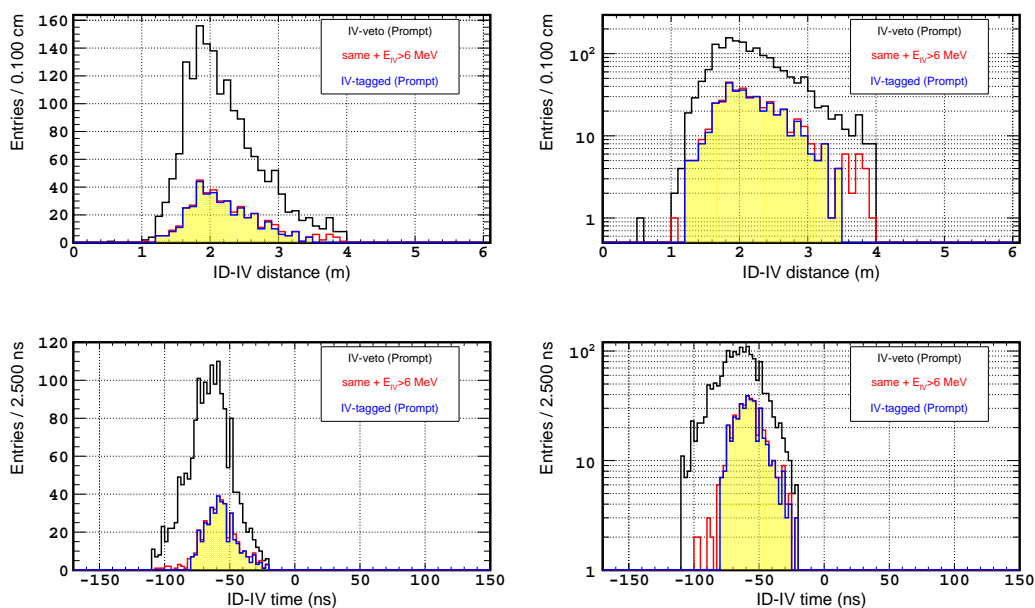 Entries / 0.100 cm
160
140
120
100
80
60
40
20
0
IV-veto (Prompt)
same + E_IV>6 MeV
IV-tagged (Prompt)
0 1 2 3 4 5 6
ID-IV distance (m)
Entries / 0.100 cm
10²
10
1
IV-veto (Prompt)
same + E_IV>6 MeV
IV-tagged (Prompt)
0 1 2 3 4 5 6
ID-IV distance (m)
Entries / 2.500 ns
120
100
80
60
40
20
0
IV-veto (Prompt)
same + E_IV>6 MeV
IV-tagged (Prompt)
-150 -100 -50 0 50 100 150
ID-IV time (ns)
Entries / 2.500 ns
10²
10
1
IV-veto (Prompt)
same + E_IV>6 MeV
IV-tagged (Prompt)
-150 -100 -50 0 50 100 150
ID-IV time (ns)